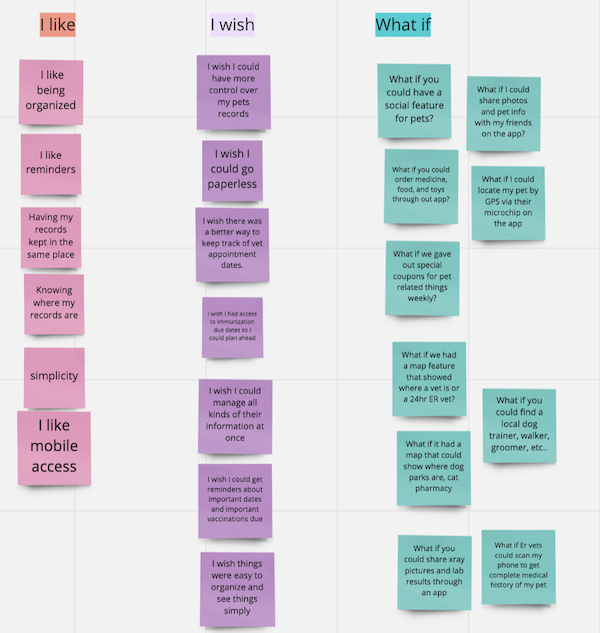 I like
I wish
What if
I like
being
organized
I like
reminders
Having my
records
kept in the
same place
Knowing
where my
records are
simplicity
I like
mobile
access
I wish I could
have more
control over
my pets
records
I wish I
could go
paperless
I wish there was
a better way to
keep track of vet
appointment
dates.
I wish I had access
to immunization
due dates so I
could plan ahead
I wish I could
manage all
kinds of their
information at
once
I wish I could get
reminders about
important dates
and important
vaccinations due
I wish things
were easy to
organize and
see things
simply
What if you
could have a
social feature
for pets?
What if I could
share photos
and pet info
with my friends
on the app?
What if you could
order medicine,
food, and toys
through out app?
What if I could
locate my pet by
GPS via their
microchip on
the app
What if we gave
out special
coupons for pet
related things
weekly?
What if we had
a map feature
that showed
where a vet is or
a 24hr ER vet?
What if you
could find a
local dog
trainer, walker,
groomer, etc..
What if it had a
map that could
show where dog
parks are, cat
pharmacy
What if you
could share xray
pictures and lab
results through
an app
What if Er vets
could scan my
phone to get
complete medical
history of my pet